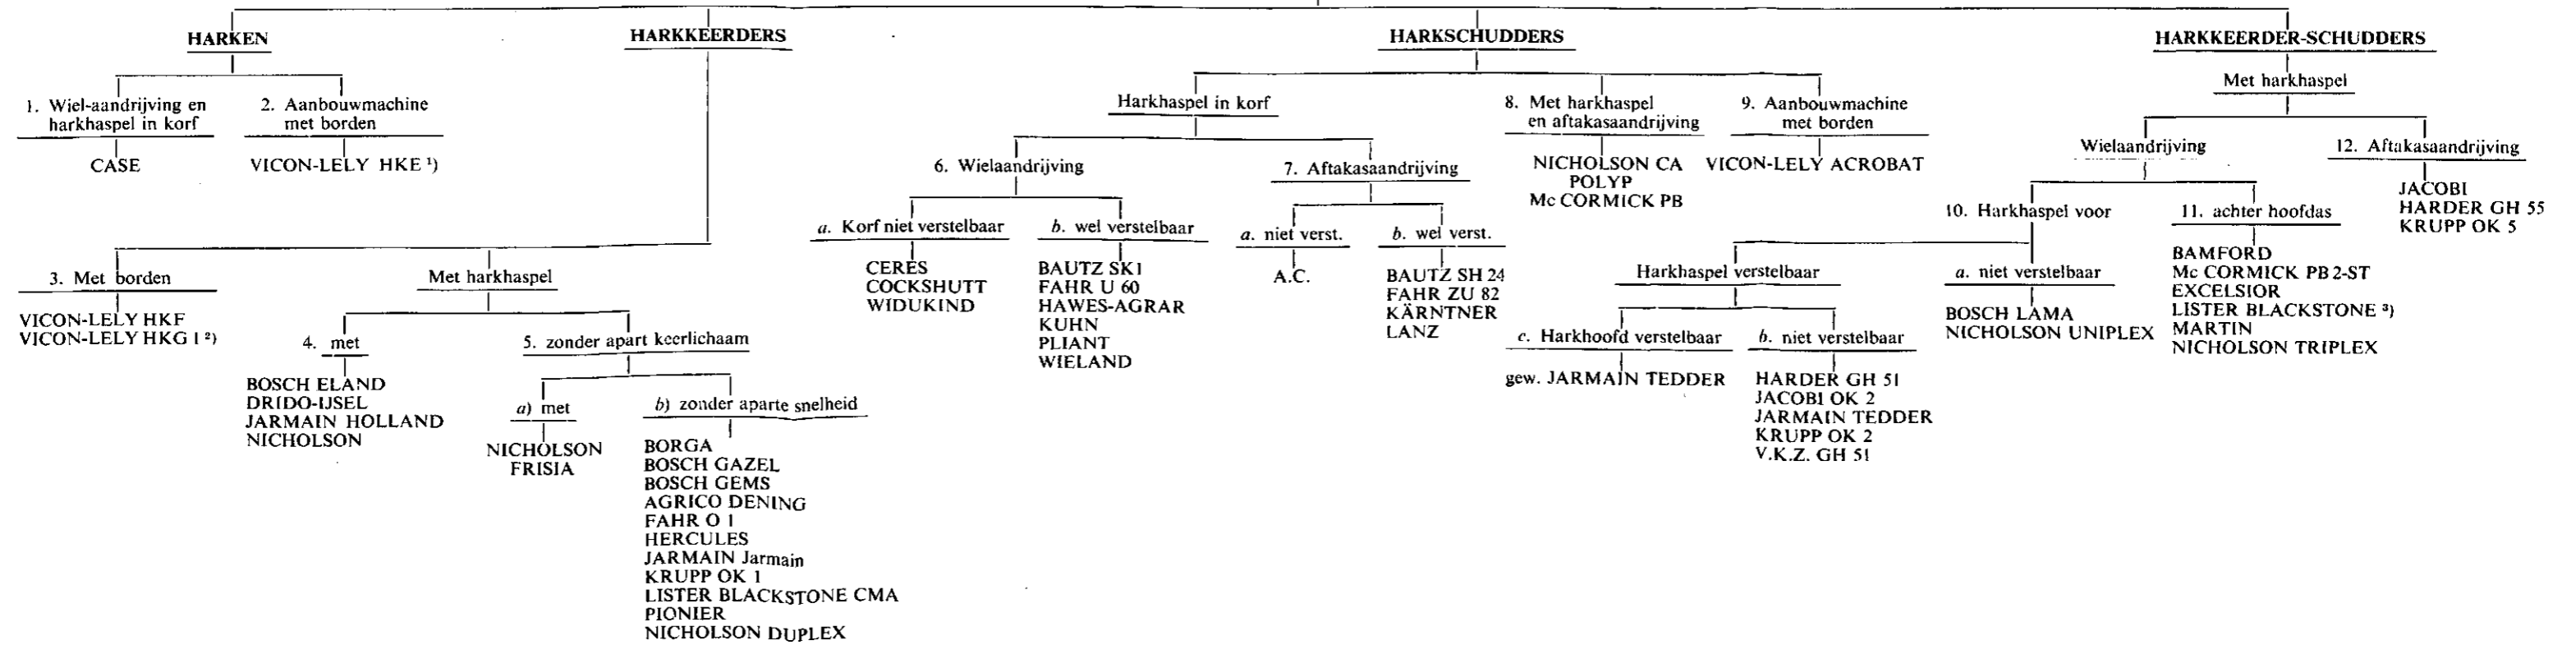 HARKEN
1. Wiel-aandrijving en
harkhaspel in korf
CASE
2. Aanbouwmachine
met borden
VICON-LELY HKE ¹)
HARKKEERDERS
3. Met borden
VICON-LELY HKF
VICON-LELY HKG 1 ²)
Met harkhaspel
4. met
BOSCH ELAND
DRIDO-IJSEL
JARMAIN HOLLAND
NICHOLSON
5. zonder apart keerlichaam
a) met
NICHOLSON
FRISIA
b) zonder aparte snelheid
BORGA
BOSCH GAZEL
BOSCH GEMS
AGRICO DENING
FAHR O 1
HERCULES
JARMAIN Jarmain
KRUPP OK 1
LISTER BLACKSTONE CMA
PIONIER
NICHOLSON DUPLEX
HARKSCHUDDERS
Harkhaspel in korf
6. Wielaandrijving
a. Korf niet verstelbaar
CERES
COCKSHUTT
WIDUKIND
b. wel verstelbaar
BAUTZ SK1
FAHR U 60
HAWES-AGRAR
KUHN
PLIANT
WIELAND
7. Aftakasaandrijving
a. niet verst.
A.C.
b. wel verst.
BAUTZ SH 24
FAHR ZU 82
KÄRNTNER
LANZ
8. Met harkhaspel
en aftakasaandrijving
NICHOLSON CA
POLYP
Mc CORMICK PB
9. Aanbouwmachine
met borden
VICON-LELY ACROBAT
HARKKEERDER-SCHUDDERS
Met harkhaspel
Wielaandrijving
10. Harkhaspel voor
Harkhaspel verstelbaar
c. Harkhoofd verstelbaar
gew. JARMAIN TEDDER
b. niet verstelbaar
HARDER GH 51
JACOBI OK 2
JARMAIN TEDDER
KRUPP OK 2
V.K.Z. GH 51
a. niet verstelbaar
BOSCH LAMA
NICHOLSON UNIPLEX
11. achter hoofdas
BAMFORD
Mc CORMICK PB 2-ST
EXCELSIOR
LISTER BLACKSTONE ³)
MARTIN
NICHOLSON TRIPLEX
12. Aftakasaandrijving
JACOBI
HARDER GH 55
KRUPP OK 5